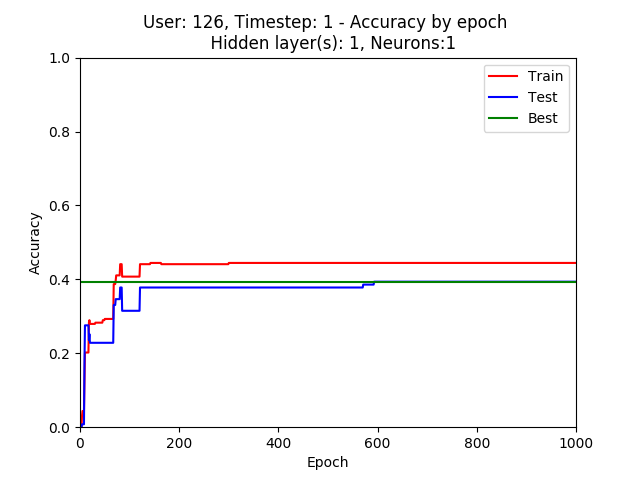 User: 126, Timestep: 1 - Accuracy by epoch
Hidden layer(s): 1, Neurons:1
1.0
0.8
0.6
0.4
0.2
0.0
Accuracy
Train
Test
Best
0 200 400 600 800 1000
Epoch